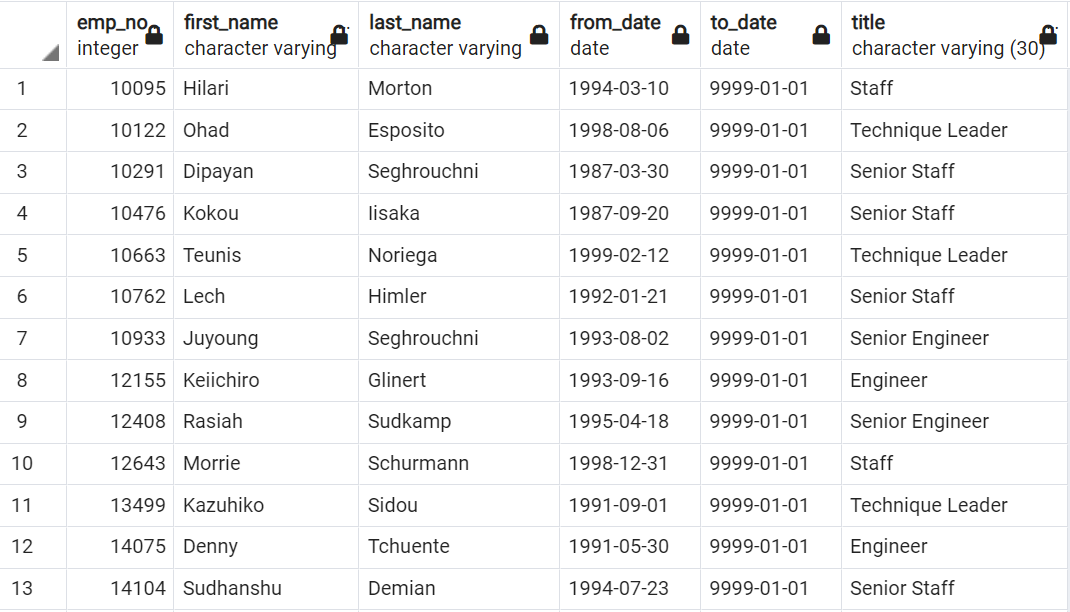 emp_no first_name last_name from_date to_date title
integer character varying character varying date date character varying (30)
1 10095 Hilari Morton 1994-03-10 9999-01-01 Staff
2 10122 Ohad Esposito 1998-08-06 9999-01-01 Technique Leader
3 10291 Dipayan Seghrouchni 1987-03-30 9999-01-01 Senior Staff
4 10476 Kokou Iisaka 1987-09-20 9999-01-01 Senior Staff
5 10663 Teunis Noriega 1999-02-12 9999-01-01 Technique Leader
6 10762 Lech Himler 1992-01-21 9999-01-01 Senior Staff
7 10933 Juyoung Seghrouchni 1993-08-02 9999-01-01 Senior Engineer
8 12155 Keiichiro Glinert 1993-09-16 9999-01-01 Engineer
9 12408 Rasiah Sudkamp 1995-04-18 9999-01-01 Senior Engineer
10 12643 Morrie Schurmann 1998-12-31 9999-01-01 Staff
11 13499 Kazuhiko Sidou 1991-09-01 9999-01-01 Technique Leader
12 14075 Denny Tchuente 1991-05-30 9999-01-01 Engineer
13 14104 Sudhanshu Demian 1994-07-23 9999-01-01 Senior Staff